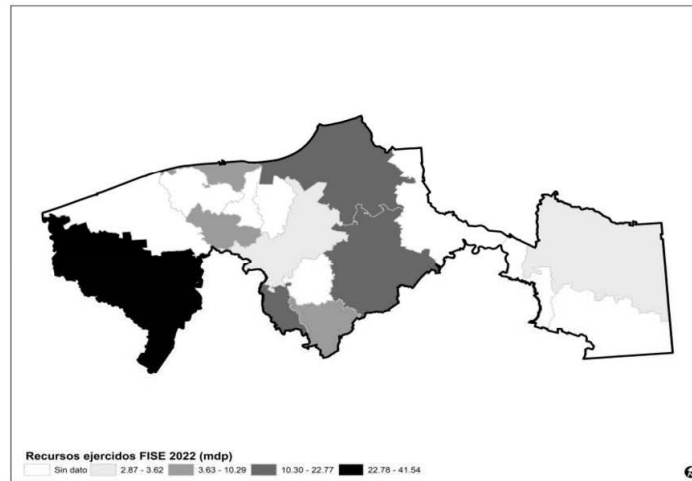 Recursos ejercidos FISE 2022 (mdp)
Sin dato 2.87 - 3.62 3.63 - 10.29 10.30 - 22.77 22.78 - 41.54